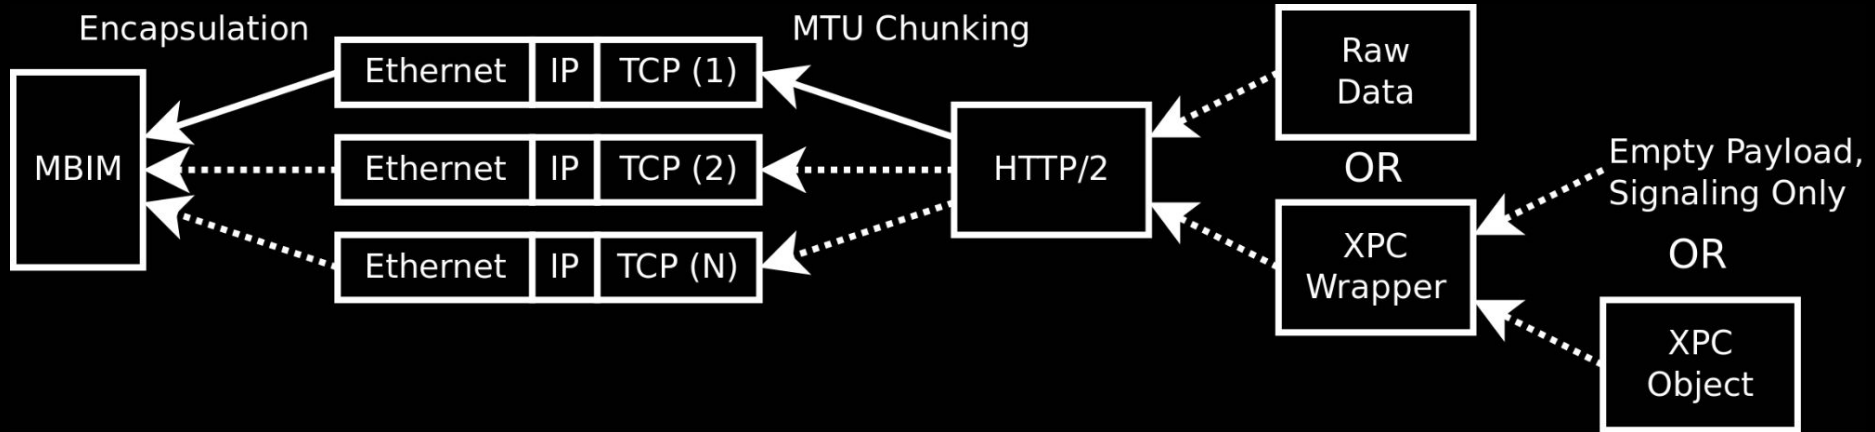 Encapsulation
MTU Chunking
MBIM
Ethernet IP TCP (1)
Ethernet IP TCP (2)
Ethernet IP TCP (N)
HTTP/2
Raw
Data
OR
XPC
Wrapper
Empty Payload,
Signaling Only
OR
XPC
Object